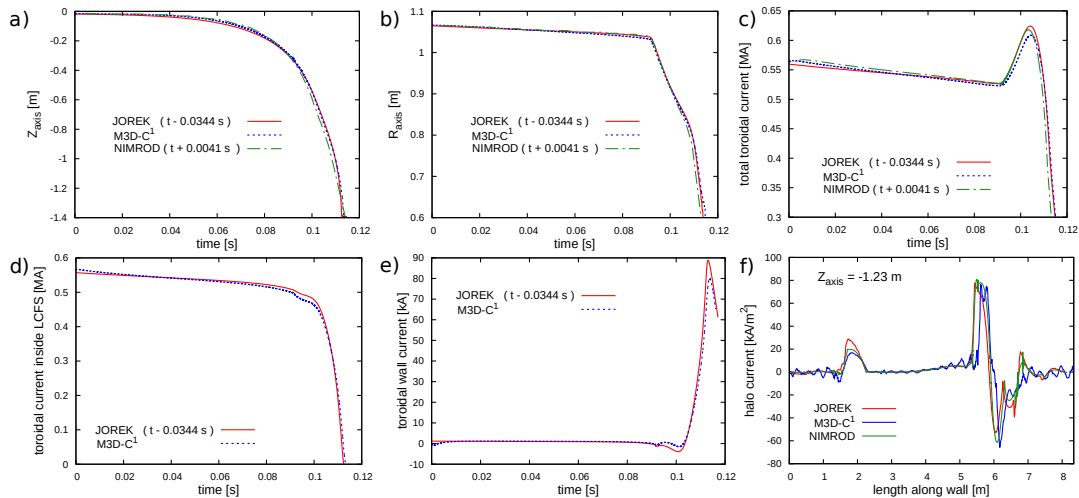 a)
0
-0.2
-0.4
-0.6
-0.8
-1
-1.2
-1.4
0 0.02 0.04 0.06 0.08 0.1 0.12
Z_axis [m]
time [s]
JOREK ( t - 0.0344 s )
M3D-C¹
NIMROD ( t + 0.0041 s )
b)
1.1
1
0.9
0.8
0.7
0.6
0 0.02 0.04 0.06 0.08 0.1 0.12
R_axis [m]
time [s]
JOREK ( t - 0.0344 s )
M3D-C¹
NIMROD ( t + 0.0041 s )
c)
0.65
0.6
0.55
0.5
0.45
0.4
0.35
0.3
0 0.02 0.04 0.06 0.08 0.1 0.12
total toroidal current [MA]
time [s]
JOREK ( t - 0.0344 s )
M3D-C¹
NIMROD ( t + 0.0041 s )
d)
0.6
0.5
0.4
0.3
0.2
0.1
0
0 0.02 0.04 0.06 0.08 0.1 0.12
toroidal current inside LCFS [MA]
time [s]
JOREK ( t - 0.0344 s )
M3D-C¹
e)
90
80
70
60
50
40
30
20
10
0
-10
0 0.02 0.04 0.06 0.08 0.1 0.12
toroidal wall current [kA]
time [s]
JOREK ( t - 0.0344 s )
M3D-C¹
f)
100
80
60
40
20
0
-20
-40
-60
-80
0 1 2 3 4 5 6 7 8
halo current [kA/m²]
length along wall [m]
Z_axis = -1.23 m
JOREK
M3D-C¹
NIMROD